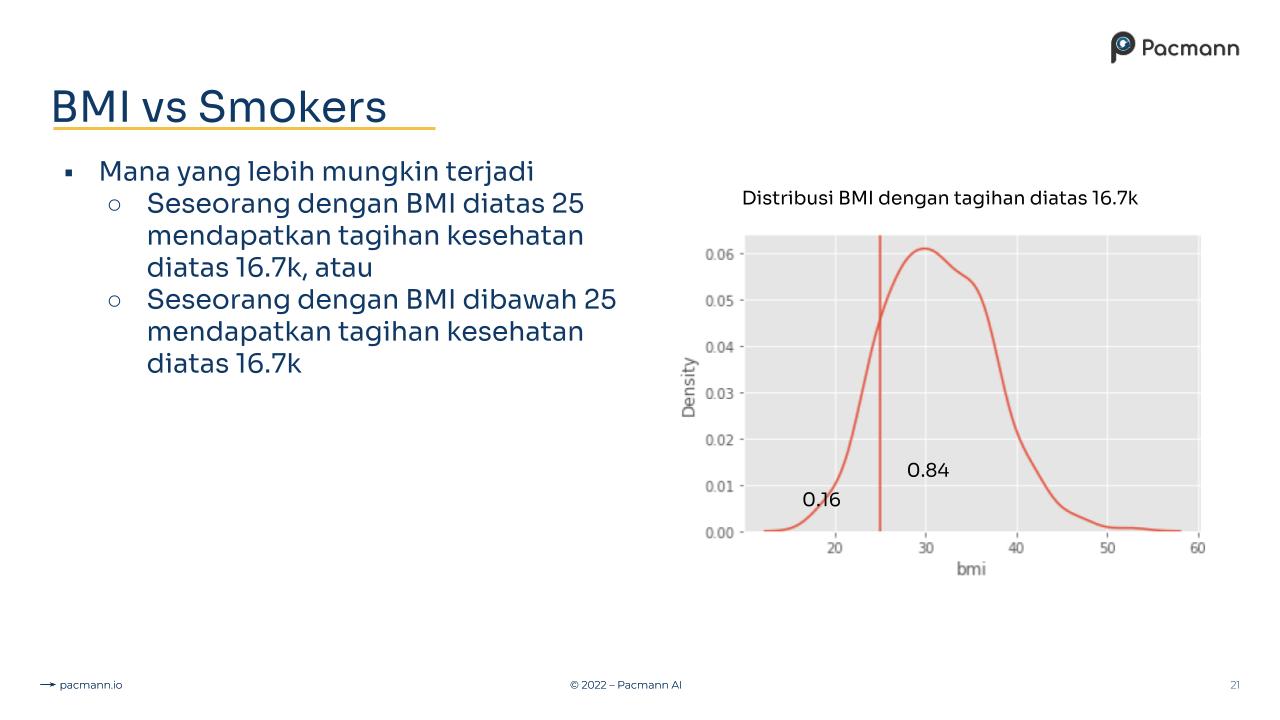 Pacmann
BMI vs Smokers
▪ Mana yang lebih mungkin terjadi
○ Seseorang dengan BMI diatas 25
mendapatkan tagihan kesehatan
diatas 16.7k, atau
○ Seseorang dengan BMI dibawah 25
mendapatkan tagihan kesehatan
diatas 16.7k
Distribusi BMI dengan tagihan diatas 16.7k
0.06
0.05
0.04
0.03
0.02
0.01
0.00
Density
0.84
0.16
20 30 40 50 60
bmi
pacmann.io
© 2022 – Pacmann AI
21